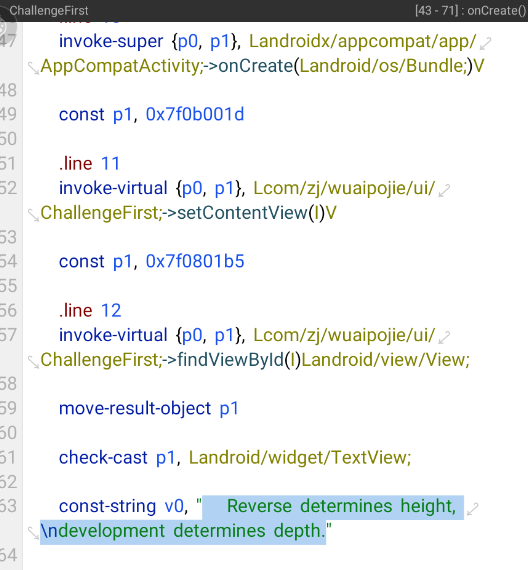 ChallengeFirst [43 - 71] : onCreate()
47 invoke-super {p0, p1}, Landroidx/appcompat/app/
AppCompatActivity;->onCreate(Landroid/os/Bundle;)V
48
49 const p1, 0x7f0b001d
50
51 .line 11
52 invoke-virtual {p0, p1}, Lcom/zj/wuaipojie/ui/
ChallengeFirst;->setContentView(I)V
53
54 const p1, 0x7f0801b5
55
56 .line 12
57 invoke-virtual {p0, p1}, Lcom/zj/wuaipojie/ui/
ChallengeFirst;->findViewById(I)Landroid/view/View;
58
59 move-result-object p1
60
61 check-cast p1, Landroid/widget/TextView;
62
63 const-string v0, "   Reverse determines height,
\ndevelopment determines depth."
64